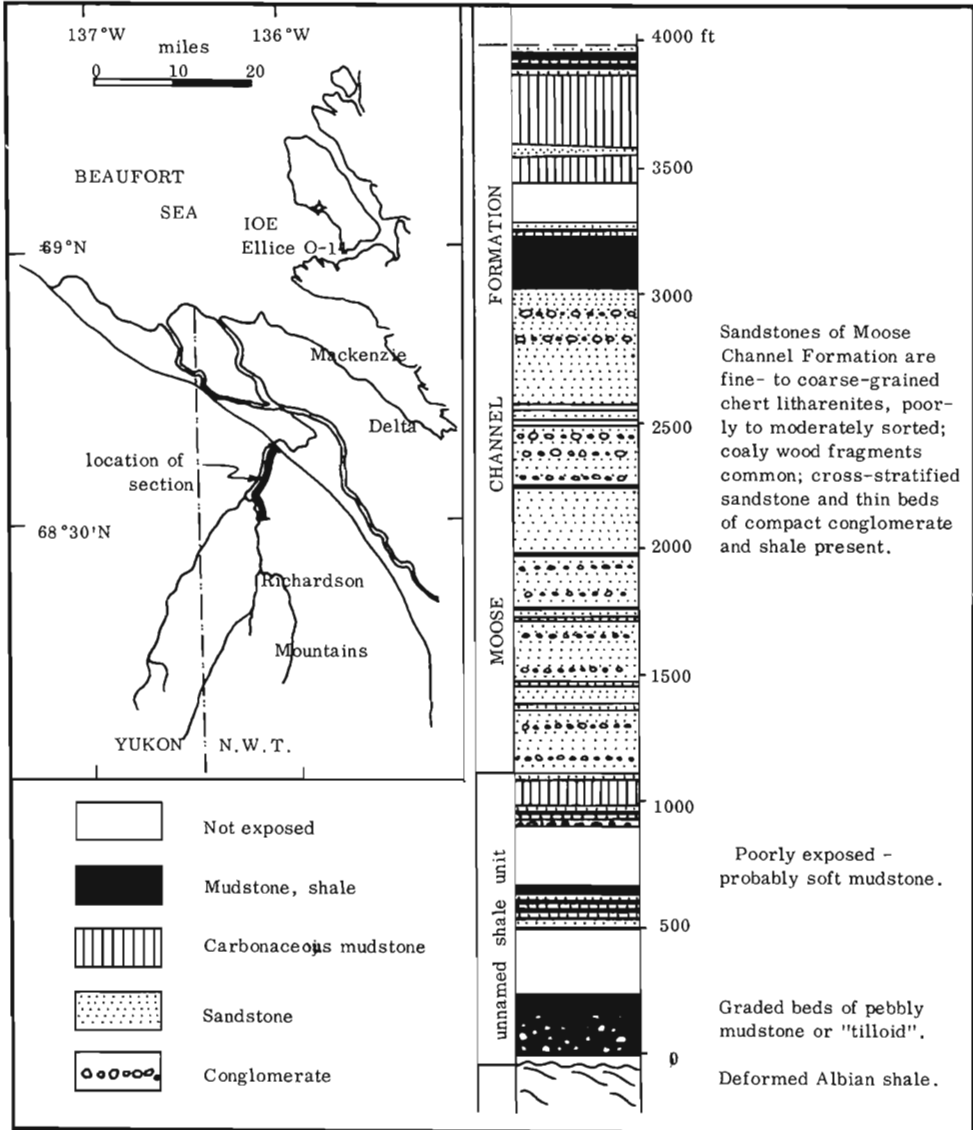 137°W
136°W
miles
0 10 20
BEAUFORT
SEA
IOE
Ellice O-14
69°N
Mackenzie
Delta
location of
section
68°30'N
Richardson
Mountains
YUKON N.W.T.
Not exposed
Mudstone, shale
Carbonaceous mudstone
Sandstone
Conglomerate
MOOSE CHANNEL FORMATION
unnamed shale unit
4000 ft
3500
3000
2500
2000
1500
1000
500
0
Sandstones of Moose
Channel Formation are
fine- to coarse-grained
chert litharenites, poor-
ly to moderately sorted;
coaly wood fragments
common; cross-stratified
sandstone and thin beds
of compact conglomerate
and shale present.
Poorly exposed -
probably soft mudstone.
Graded beds of pebbly
mudstone or "tilloid".
Deformed Albian shale.